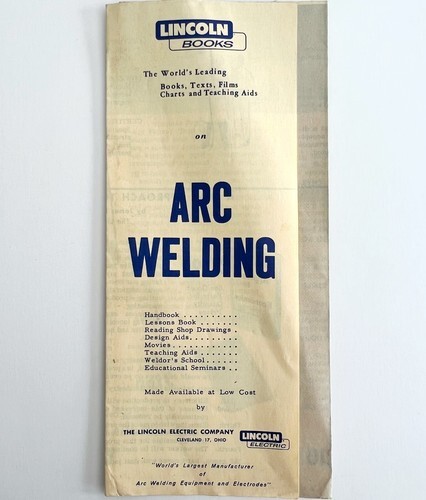 LINCOLN
BOOKS
The World's Leading
Books, Texts, Films
Charts and Teaching Aids
on
ARC
WELDING
Handbook . . . . . . . . . .
Lessons Book . . . . . . .
Reading Shop Drawings .
Design Aids. . . . . . . . .
Movies . . . . . . . . . . .
Teaching Aids . . . . . . .
Weldor's School . . . . . .
Educational Seminars . .
Made Available at Low Cost
by
THE LINCOLN ELECTRIC COMPANY
CLEVELAND 17, OHIO
LINCOLN
ELECTRIC
"World's Largest Manufacturer
of
Arc Welding Equipment and Electrodes"